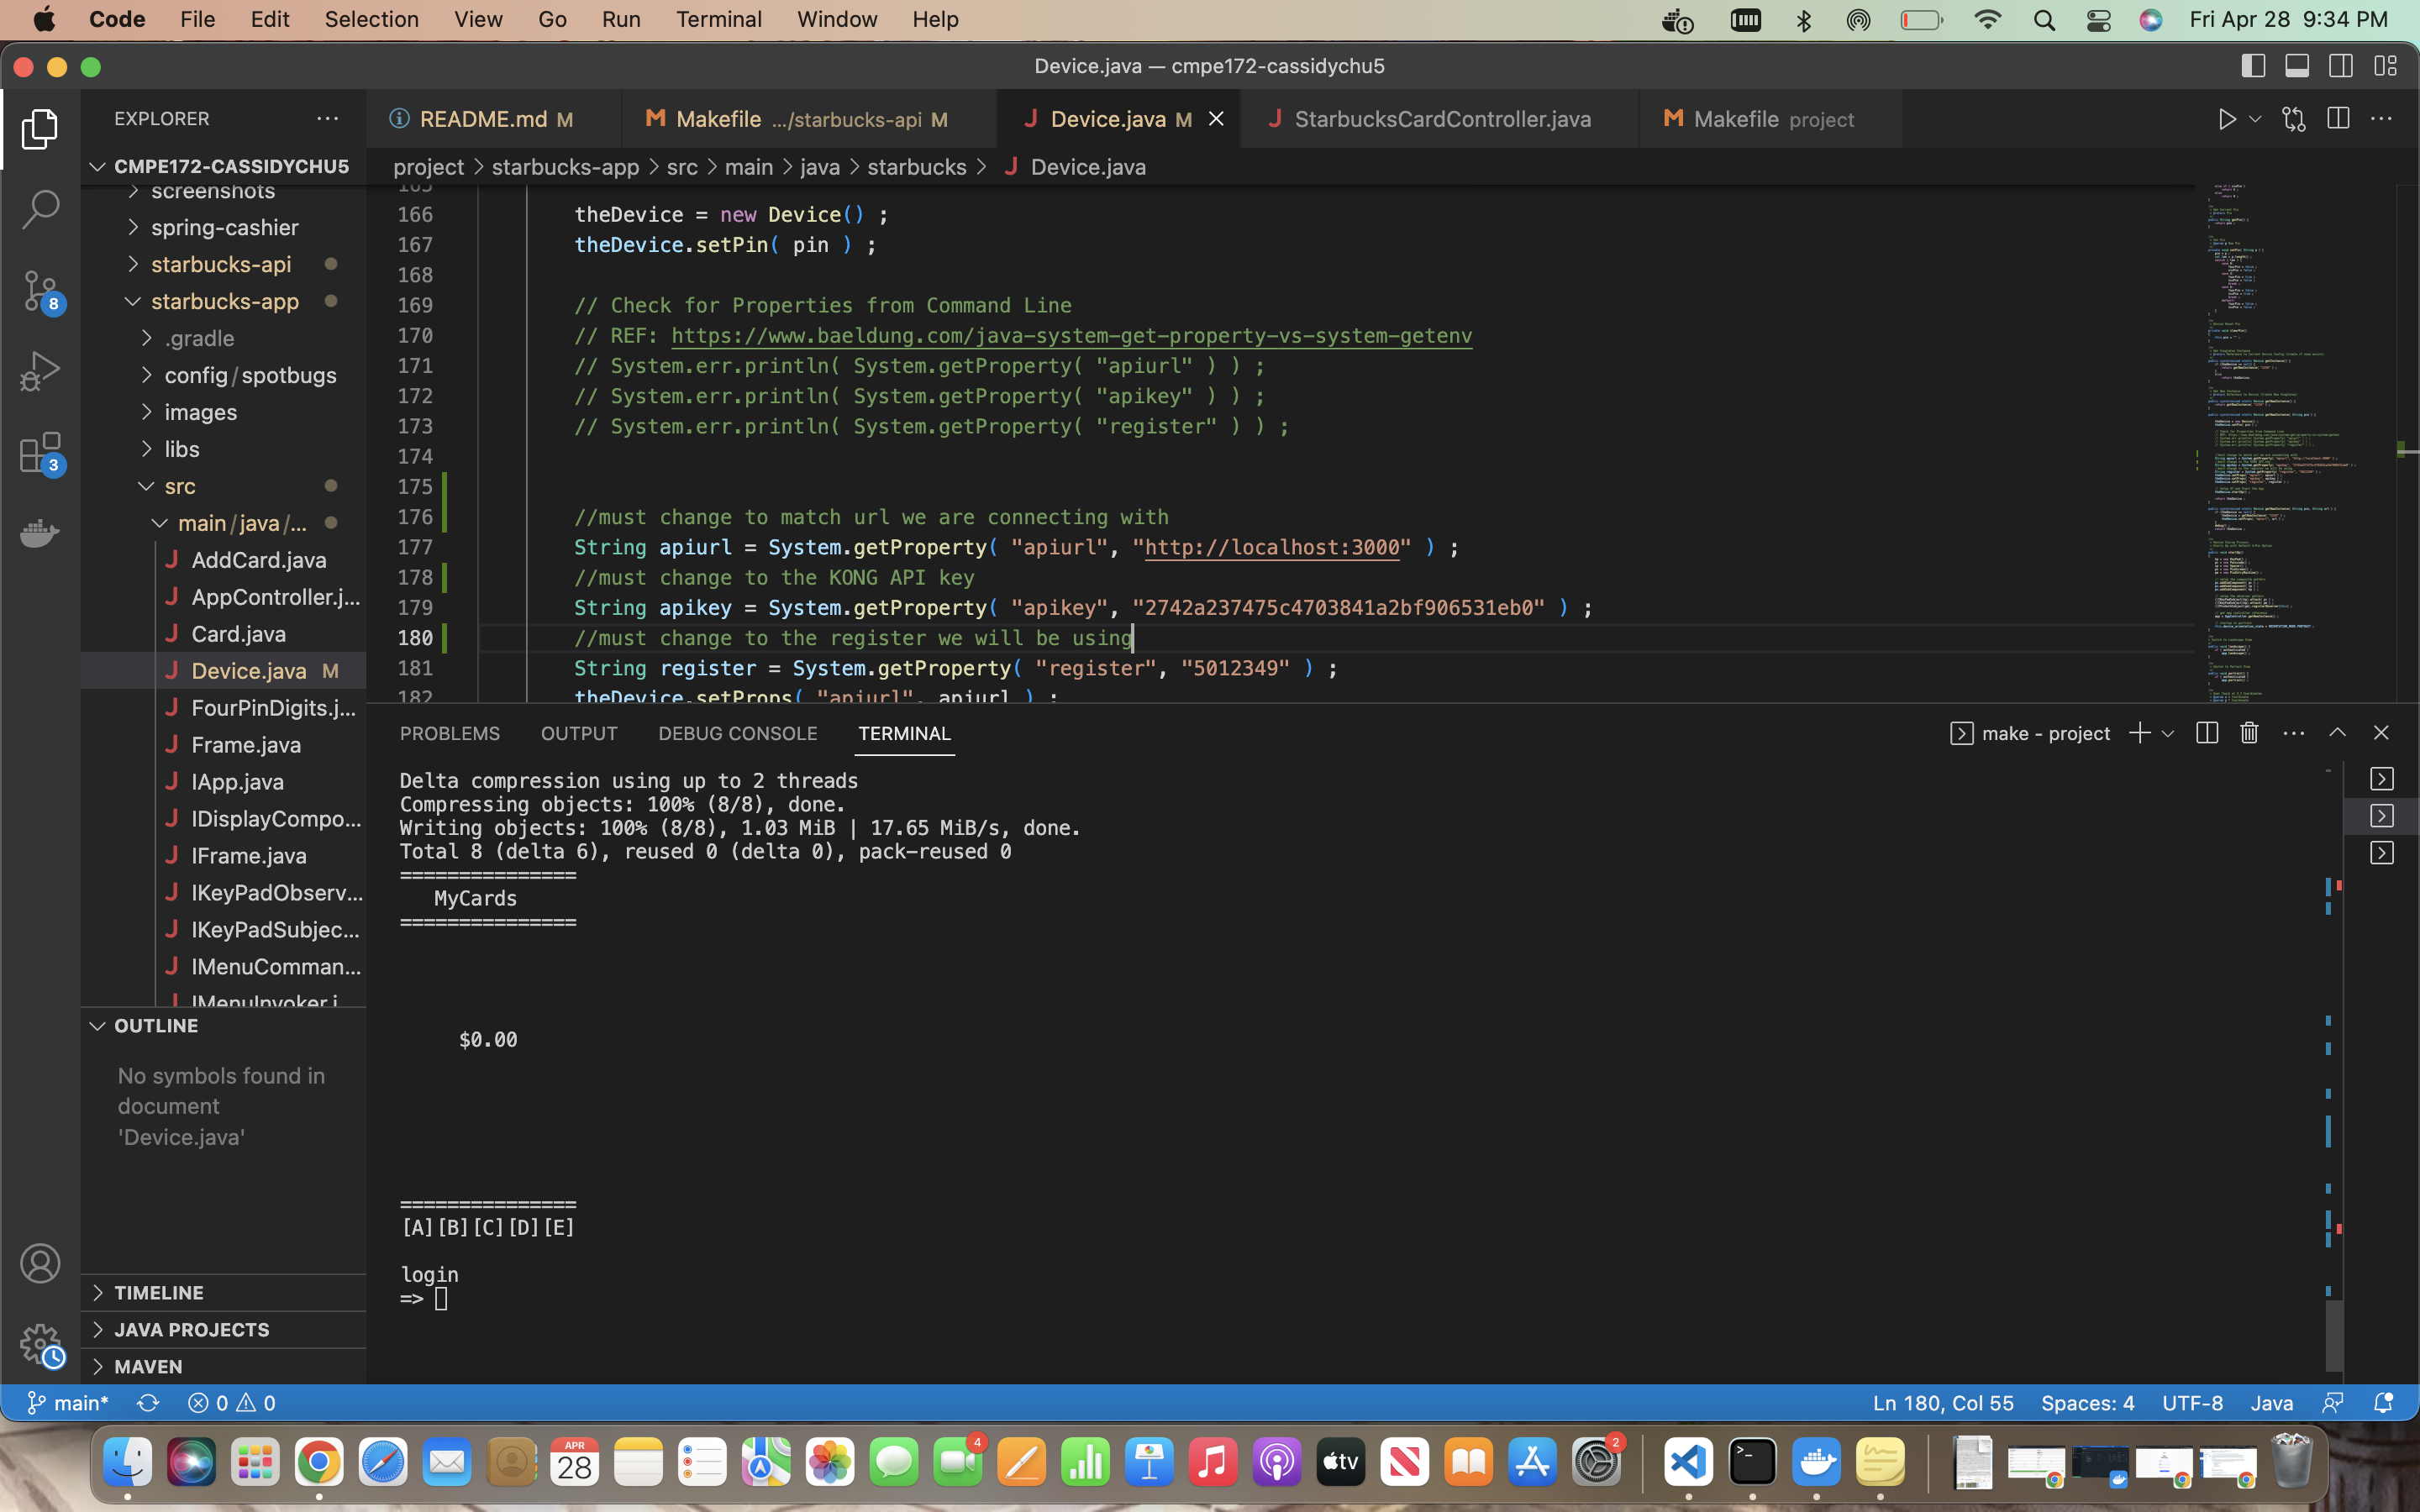 Code File Edit Selection View Go Run Terminal Window Help Fri Apr 28 9:34 PM
Device.java — cmpe172-cassidychu5
EXPLORER
README.md M
Makefile .../starbucks-api M
Device.java M
StarbucksCardController.java
Makefile project
CMPE172-CASSIDYCHU5
project > starbucks-app > src > main > java > starbucks > Device.java
screenshots
spring-cashier
starbucks-api
starbucks-app
.gradle
config/spotbugs
images
libs
src
main/java/...
AddCard.java
AppController.j...
Card.java
Device.java M
FourPinDigits.j...
Frame.java
IApp.java
IDisplayCompo...
IFrame.java
IKeyPadObserv...
IKeyPadSubjec...
IMenuComman...
IMenuInvoker.j
8
3
OUTLINE
No symbols found in
document
'Device.java'
TIMELINE
JAVA PROJECTS
MAVEN
165
166 theDevice = new Device() ;
167 theDevice.setPin( pin ) ;
168
169 // Check for Properties from Command Line
170 // REF: https://www.baeldung.com/java-system-get-property-vs-system-getenv
171 // System.err.println( System.getProperty( "apiurl" ) ) ;
172 // System.err.println( System.getProperty( "apikey" ) ) ;
173 // System.err.println( System.getProperty( "register" ) ) ;
174
175
176 //must change to match url we are connecting with
177 String apiurl = System.getProperty( "apiurl", "http://localhost:3000" ) ;
178 //must change to the KONG API key
179 String apikey = System.getProperty( "apikey", "2742a237475c4703841a2bf906531eb0" ) ;
180 //must change to the register we will be using
181 String register = System.getProperty( "register", "5012349" ) ;
182 theDevice.setProps( "apiurl", apiurl ) ;
PROBLEMS OUTPUT DEBUG CONSOLE TERMINAL
make - project
Delta compression using up to 2 threads
Compressing objects: 100% (8/8), done.
Writing objects: 100% (8/8), 1.03 MiB | 17.65 MiB/s, done.
Total 8 (delta 6), reused 0 (delta 0), pack-reused 0
===============
MyCards
===============
$0.00
===============
[A][B][C][D][E]
login
=>
main* 0 0
Ln 180, Col 55 Spaces: 4 UTF-8 Java
APR
28
4
tv
2